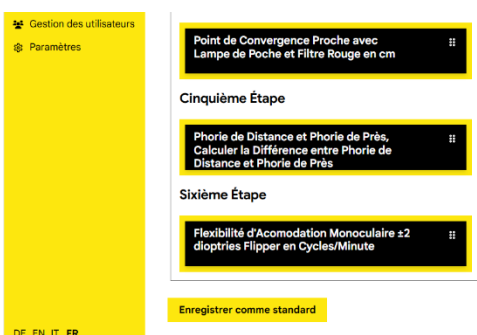 Gestion des utilisateurs
Paramètres
Point de Convergence Proche avec
Lampe de Poche et Filtre Rouge en cm
Cinquième Étape
Phorie de Distance et Phorie de Près,
Calculer la Différence entre Phorie de
Distance et Phorie de Près
Sixième Étape
Flexibilité d'Acomodation Monoculaire ±2
dioptries Flipper en Cycles/Minute
Enregistrer comme standard
DE EN IT FR